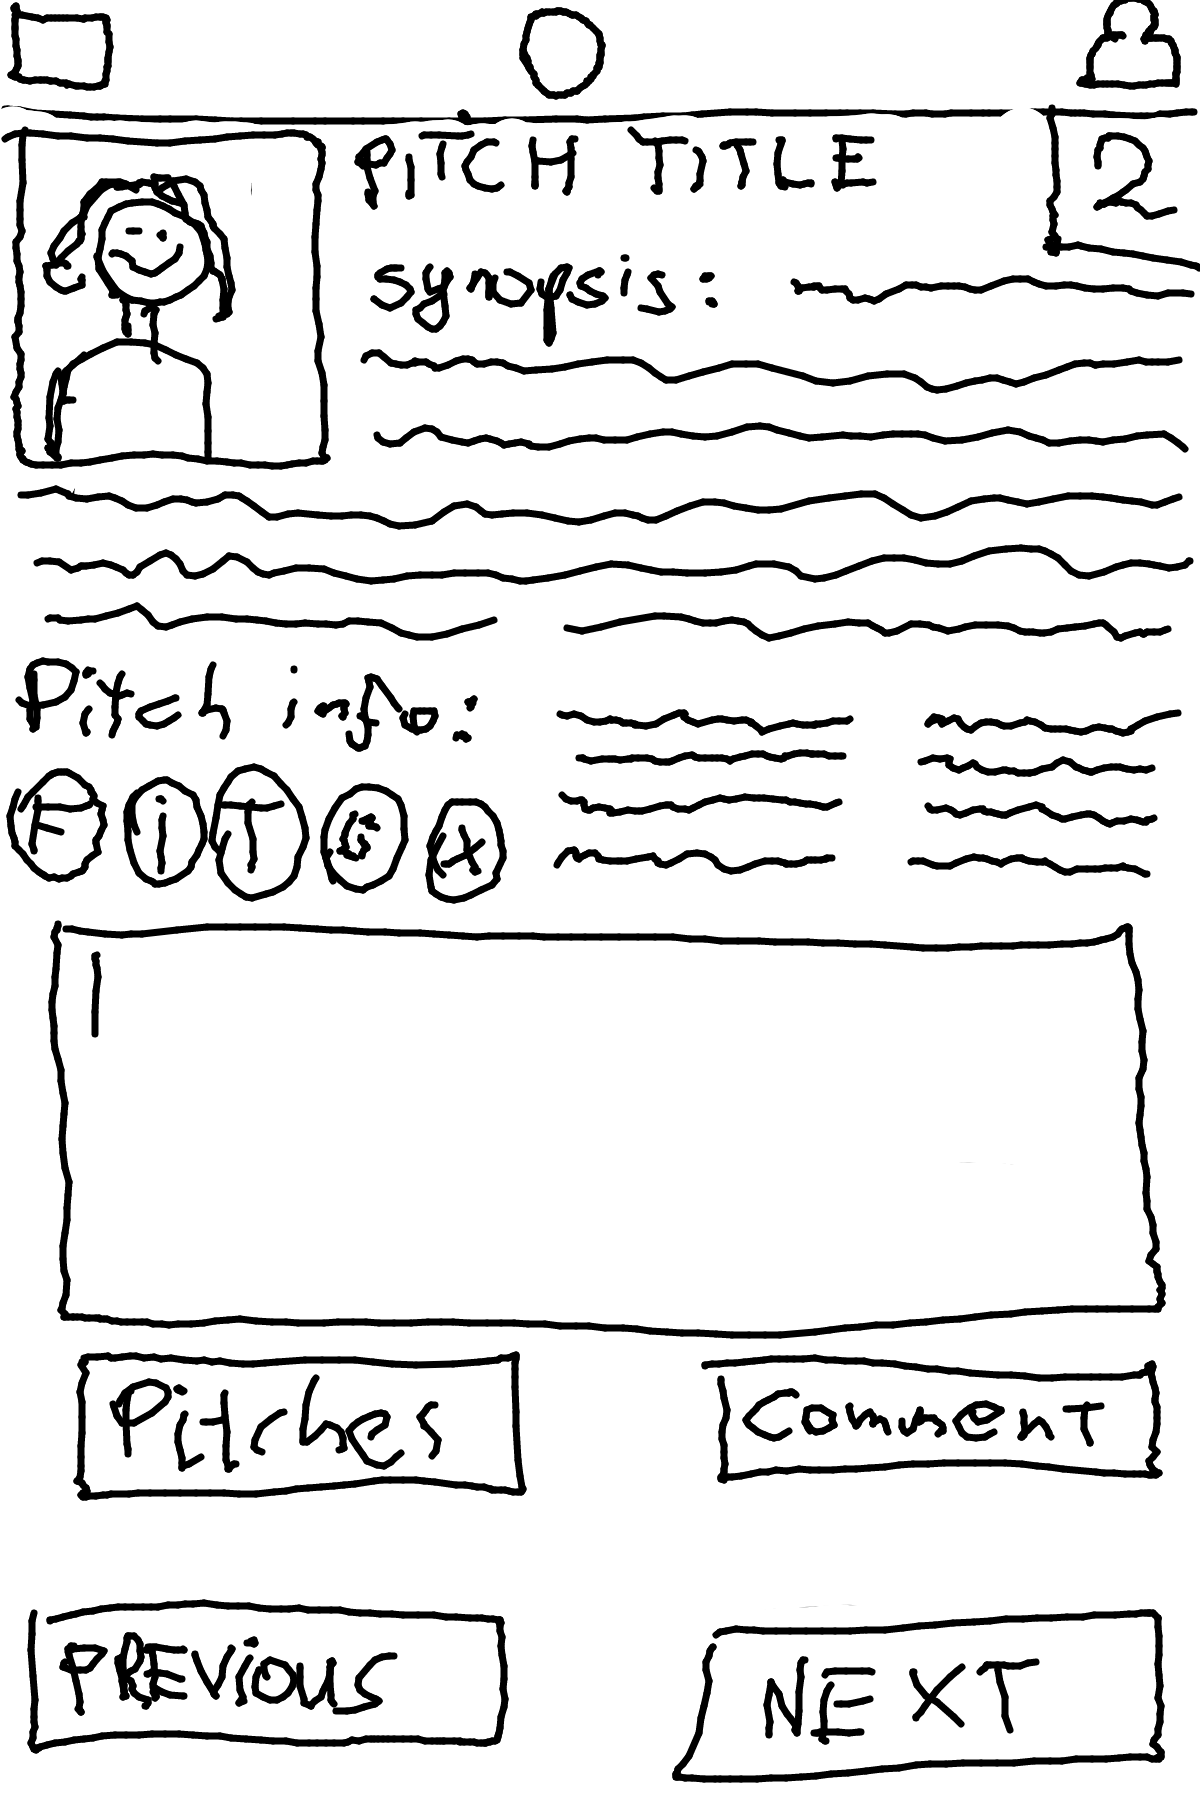 PiTCH TITLE
2
synopsis:
Pitch info:
F i T G X
Pitches
Comment
PREViOUS
NEXT